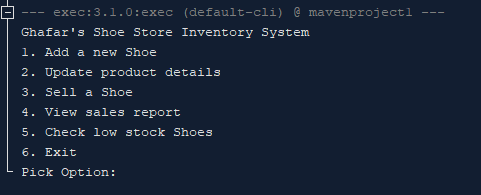 --- exec:3.1.0:exec (default-cli) @ mavenproject1 ---
Ghafar's Shoe Store Inventory System
1. Add a new Shoe
2. Update product details
3. Sell a Shoe
4. View sales report
5. Check low stock Shoes
6. Exit
Pick Option: